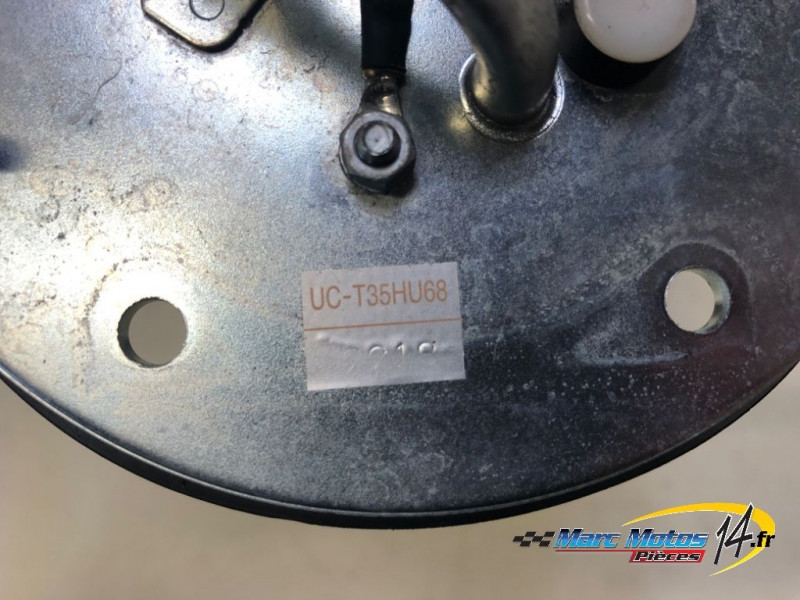 UC-T35HU68
Marc Motos 14.fr
Pièces